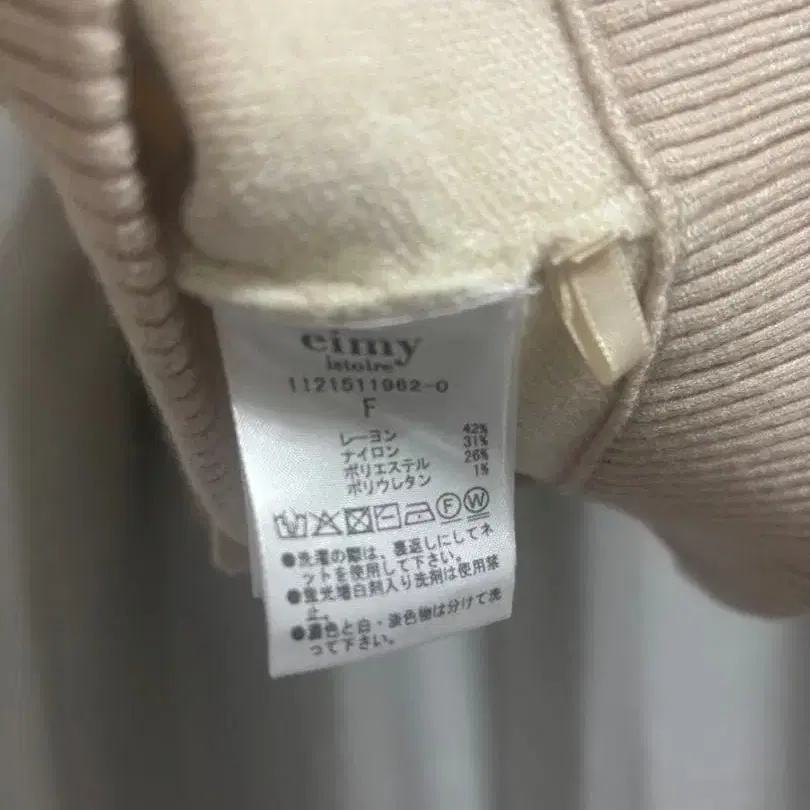 eimy
istoire
1121511962-0
F
レーヨン 42%
ナイロン 31%
ポリエステル 26%
ポリウレタン 1%
F W
●洗濯の際は、裏返しにしてネ
ットを使用して下さい。
●蛍光増白剤入り洗剤は使用禁
止。
●濃色と白・淡色物は分けて洗
って下さい。